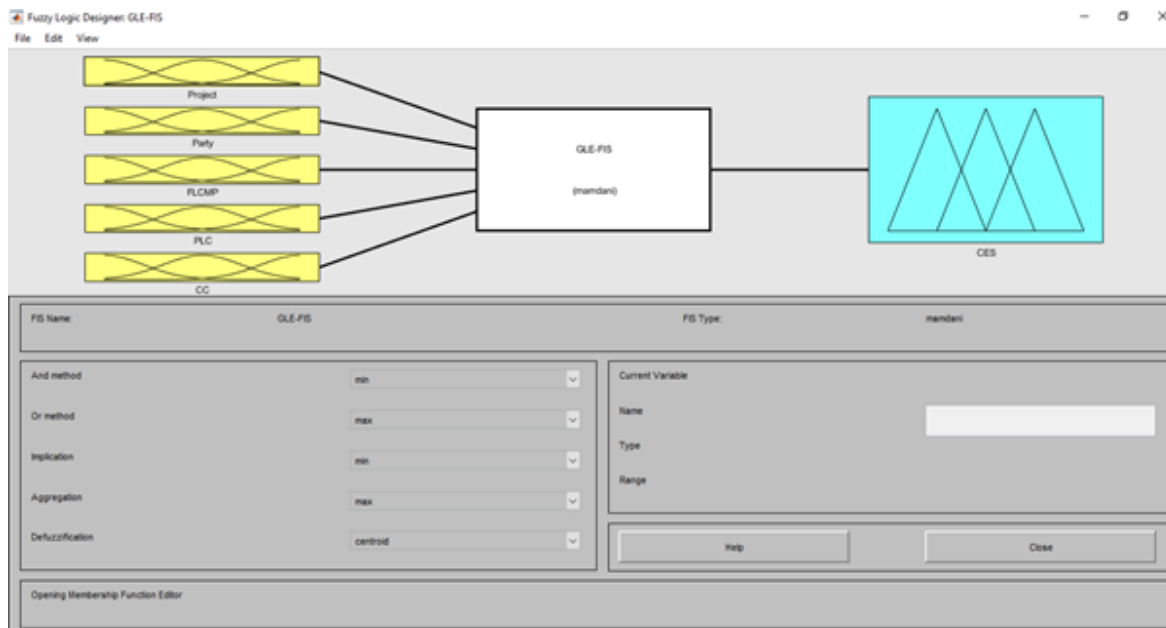 Fuzzy Logic Designer: GLE-FIS
File Edit View
Project
Party
FLCMP
PLC
CC
GLE-FIS
(mamdani)
CES
FIS Name: GLE-FIS FIS Type: mamdani
And method min
Or method max
Implication min
Aggregation max
Defuzzification centroid
Current Variable
Name
Type
Range
Help Close
Opening Membership Function Editor